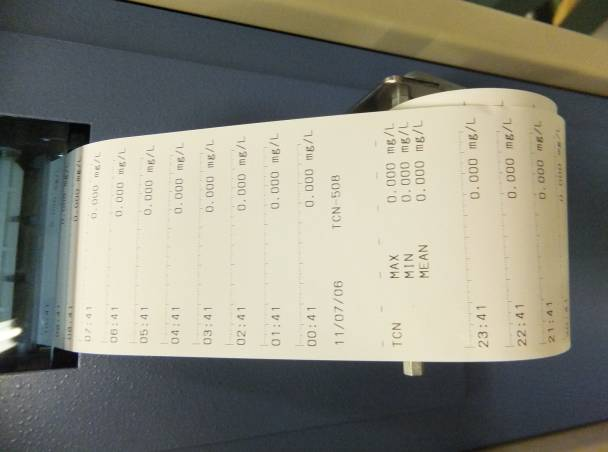 07:41 0.000 mg/L
06:41 0.000 mg/L
05:41 0.000 mg/L
04:41 0.000 mg/L
03:41 0.000 mg/L
02:41 0.000 mg/L
01:41 0.000 mg/L
00:41 0.000 mg/L
11/07/06 TCN-508
TCN MAX 0.000 mg/L
MIN 0.000 mg/L
MEAN 0.000 mg/L
23:41 0.000 mg/L
22:41 0.000 mg/L
21:41 0.000 mg/L